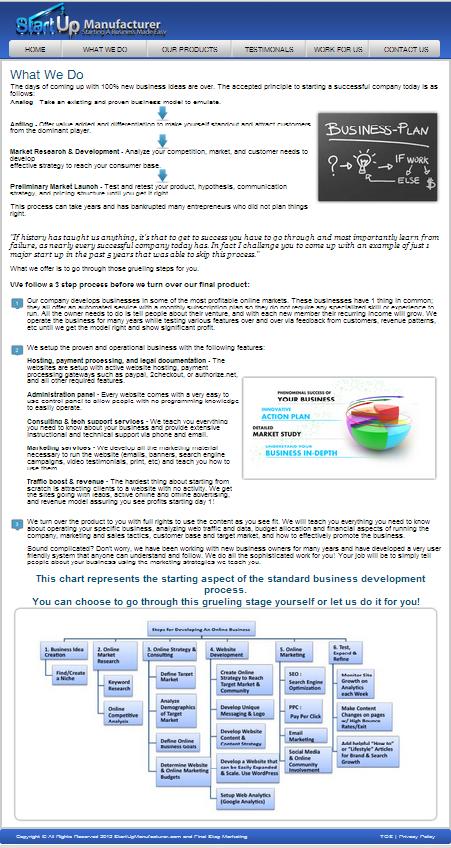 StartUp Manufacturer
Starting A Business Made Easy
HOME WHAT WE DO OUR PRODUCTS TESTIMONALS WORK FOR US CONTACT US
What We Do
The days of coming up with 100% new business ideas are over. The accepted principle to starting a successful company today is as
follows:
Analog - Take an existing and proven business model to emulate.
Antilog - Offer value added and differentiation to make yourself standout and attract customers
from the dominant player.
Market Research & Development - Analyze your competition, market, and customer needs to
develop
effective strategy to reach your consumer base.
Preliminary Market Launch - Test and retest your product, hypothesis, communication
strategy, and pricing structure until you get it right.
This process can take years and has bankrupted many entrepreneurs who did not plan things
right.
BUSINESS-PLAN
? IF WORK
ELSE $
"If history has taught us anything, it's that to get to success you have to go through and most importantly learn from
failure, as nearly every successful company today has. In fact I challenge you to come up with an example of just 1
major start up in the past 5 years that was able to skip this process."
What we offer is to go through those grueling steps for you.
We follow a 3 step process before we turn over our final product:
1 Our company develops businesses in some of the most profitable online markets. These businesses have 1 thing in common;
they all offer an automated service with a monthly subscription plan so they do not require any specialized skill or experience to
run. All the owner needs to do is tell people about their venture, and with each new member their recurring income will grow. We
operate the business for many years while testing various features over and over via feedback from customers, revenue patterns,
etc until we get the model right and show significant profit.
2 We setup the proven and operational business with the following features:
Hosting, payment processing, and legal documentation - The
websites are setup with active website hosting, payment
processing gateways such as paypal, 2checkout, or authorize.net,
and all other required features.
Administration panel - Every website comes with a very easy to
use control panel to allow people with no programming knowledge
to easily operate.
Consulting & tech support services - We teach you everything
you need to know about your business and provide extensive
instructional and technical support via phone and email.
Marketing services - We develop all the marketing material
necessary to run the website (emails, banners, search engine
campaigns, video testimonials, print, etc) and teach you how to
use them.
Traffic boost & revenue - The hardest thing about starting from
scratch is attracting clients to a website with no activity. We get
the sites going with leads, active online and offline advertising,
and revenue model assuring you see profits starting day 1!
PHENOMENAL SUCCESS OF
YOUR BUSINESS
INNOVATIVE
ACTION PLAN
DETAILED
MARKET STUDY
UNDERSTAND YOUR
BUSINESS IN-DEPTH
3 We turn over the product to you with full rights to use the content as you see fit. We will teach you everything you need to know
about operating your specific business, analyzing web traffic and data, budget allocation and financial aspects of running the
company, marketing and sales tactics, customer base and target market, and how to effectively promote the business.
Sound complicated? Don't worry, we have been working with new business owners for many years and have developed a very user
friendly system that anyone can understand and follow. We do all the sophisticated work for you! Your job will be to simply tell
people about your business using the marketing strategies we teach you.
This chart represents the starting aspect of the standard business development
process.
You can choose to go through this grueling stage yourself or let us do it for you!
Steps for Developing An Online Business
1. Business Idea Creation
Find/Create a Niche
2. Online Market Research
Keyword Research
Online Competitive Analysis
3. Online Strategy & Consulting
Define Target Market
Analyze Demographics of Target Market
Define Online Business Goals
Determine Website & Online Marketing Budgets
4. Website Development
Create Online Strategy to Reach Target Market & Community
Develop Unique Messaging & Logo
Develop Website Content & Content Strategy
Develop a Website that can be Easily Expanded & Scale. Use WordPress
Setup Web Analytics (Google Analytics)
5. Online Marketing
SEO : Search Engine Optimization
PPC : Pay Per Click
Email Marketing
Social Media & Online Community Involvement
6. Test, Expand & Refine
Monitor Site Growth on Analytics each Week
Make Content Changes on pages w/ High Bounce Rates/Exit
Add helpful "How to" or "Lifestyle" Articles for Brand & Search Growth
Copyright © All Rights Reserved 2012 StartUpManufacturer.com and First Step Marketing
TOS | Privacy Policy